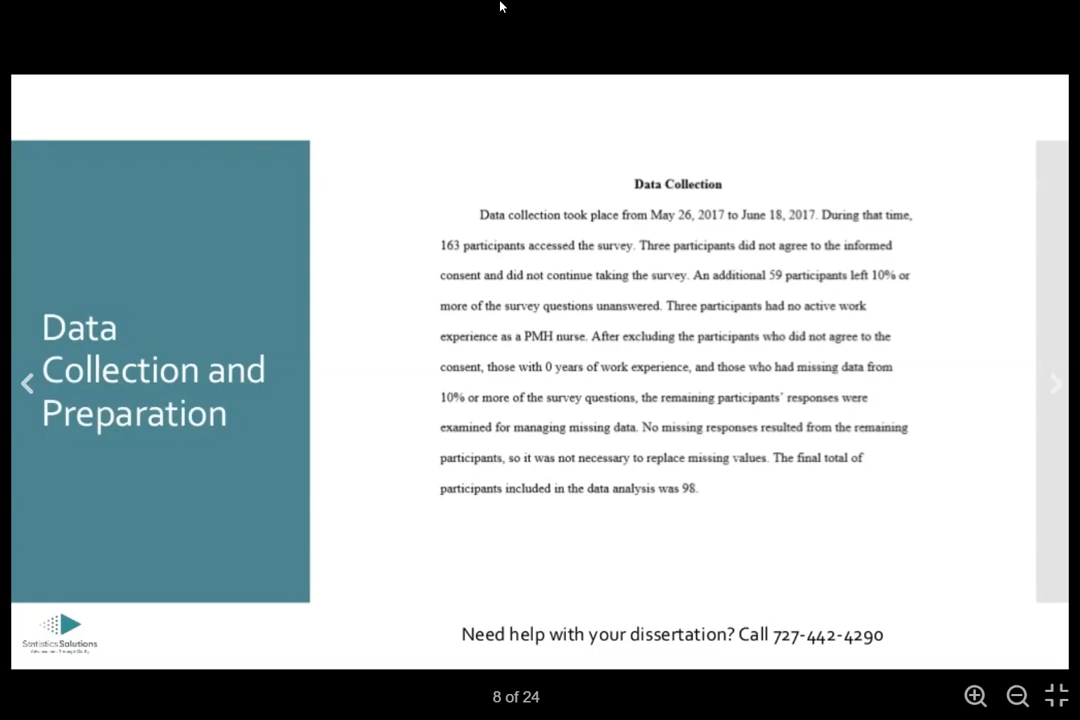 Data Collection
Data collection took place from May 26, 2017 to June 18, 2017. During that time,
163 participants accessed the survey. Three participants did not agree to the informed
consent and did not continue taking the survey. An additional 59 participants left 10% or
more of the survey questions unanswered. Three participants had no active work
experience as a PMH nurse. After excluding the participants who did not agree to the
consent, those with 0 years of work experience, and those who had missing data from
10% or more of the survey questions, the remaining participants' responses were
examined for managing missing data. No missing responses resulted from the remaining
participants, so it was not necessary to replace missing values. The final total of
participants included in the data analysis was 98.
Data
Collection and
Preparation
StatisticsSolutions
Need help with your dissertation? Call 727-442-4290
8 of 24